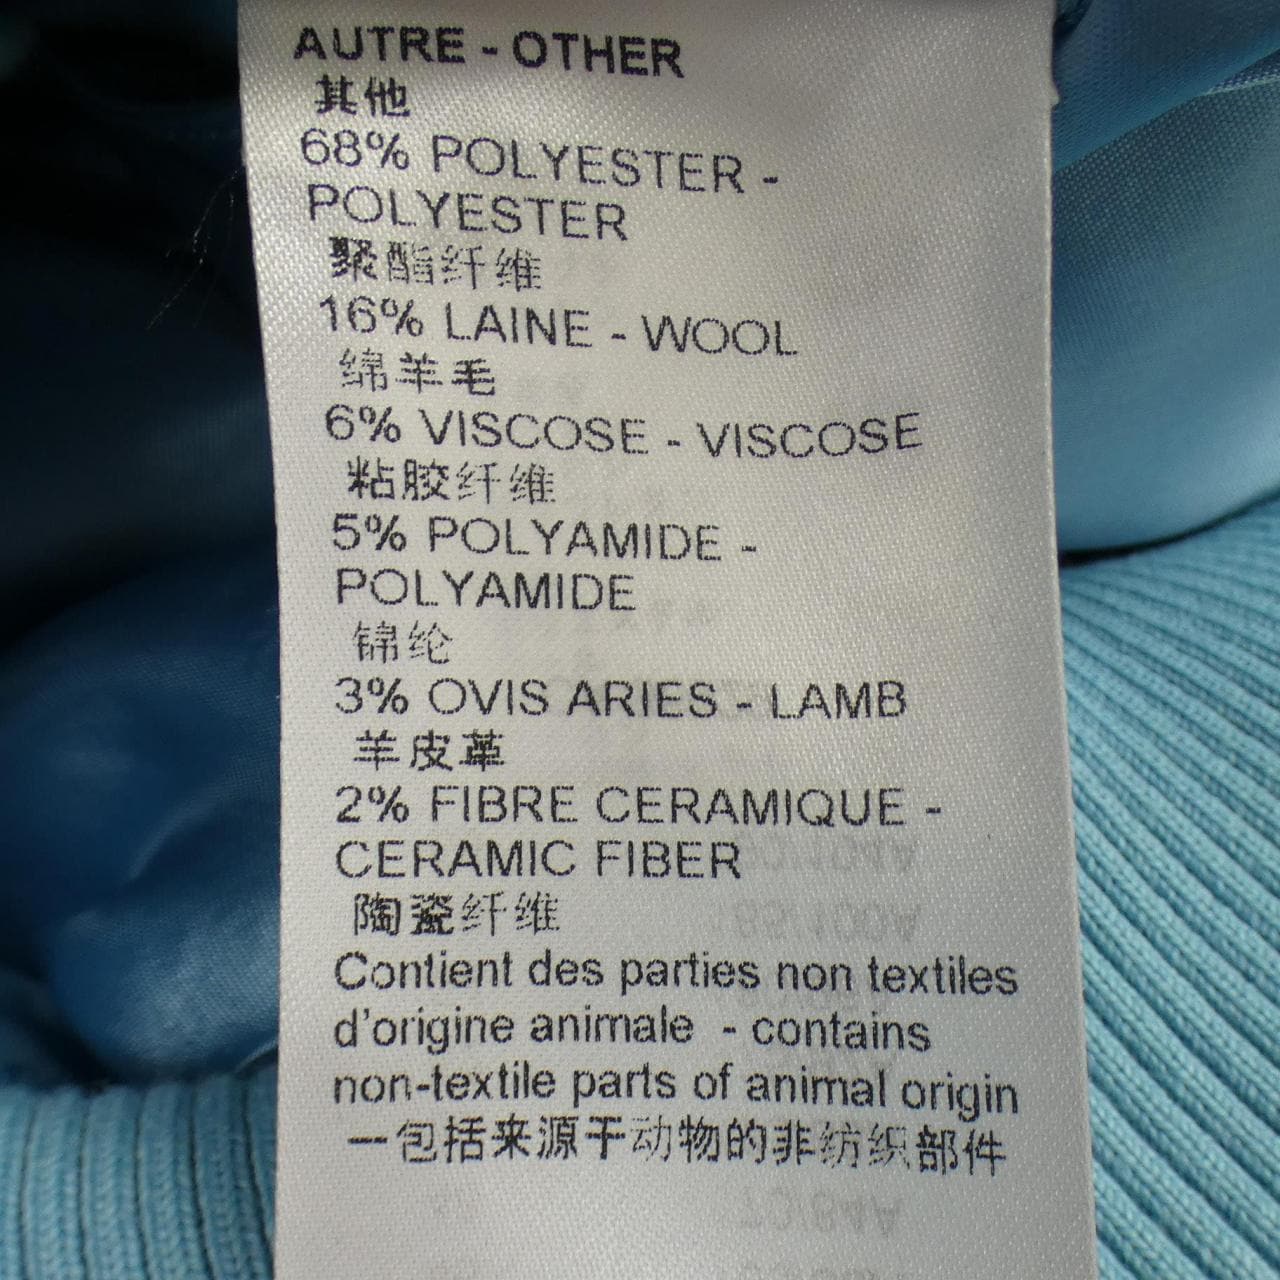 AUTRE - OTHER
其他
68% POLYESTER -
POLYESTER
聚酯纤维
16% LAINE - WOOL
绵羊毛
6% VISCOSE - VISCOSE
粘胶纤维
5% POLYAMIDE -
POLYAMIDE
锦纶
3% OVIS ARIES - LAMB
羊皮革
2% FIBRE CERAMIQUE -
CERAMIC FIBER
陶瓷纤维
Contient des parties non textiles
d'origine animale - contains
non-textile parts of animal origin
一包括来源于动物的非纺织部件